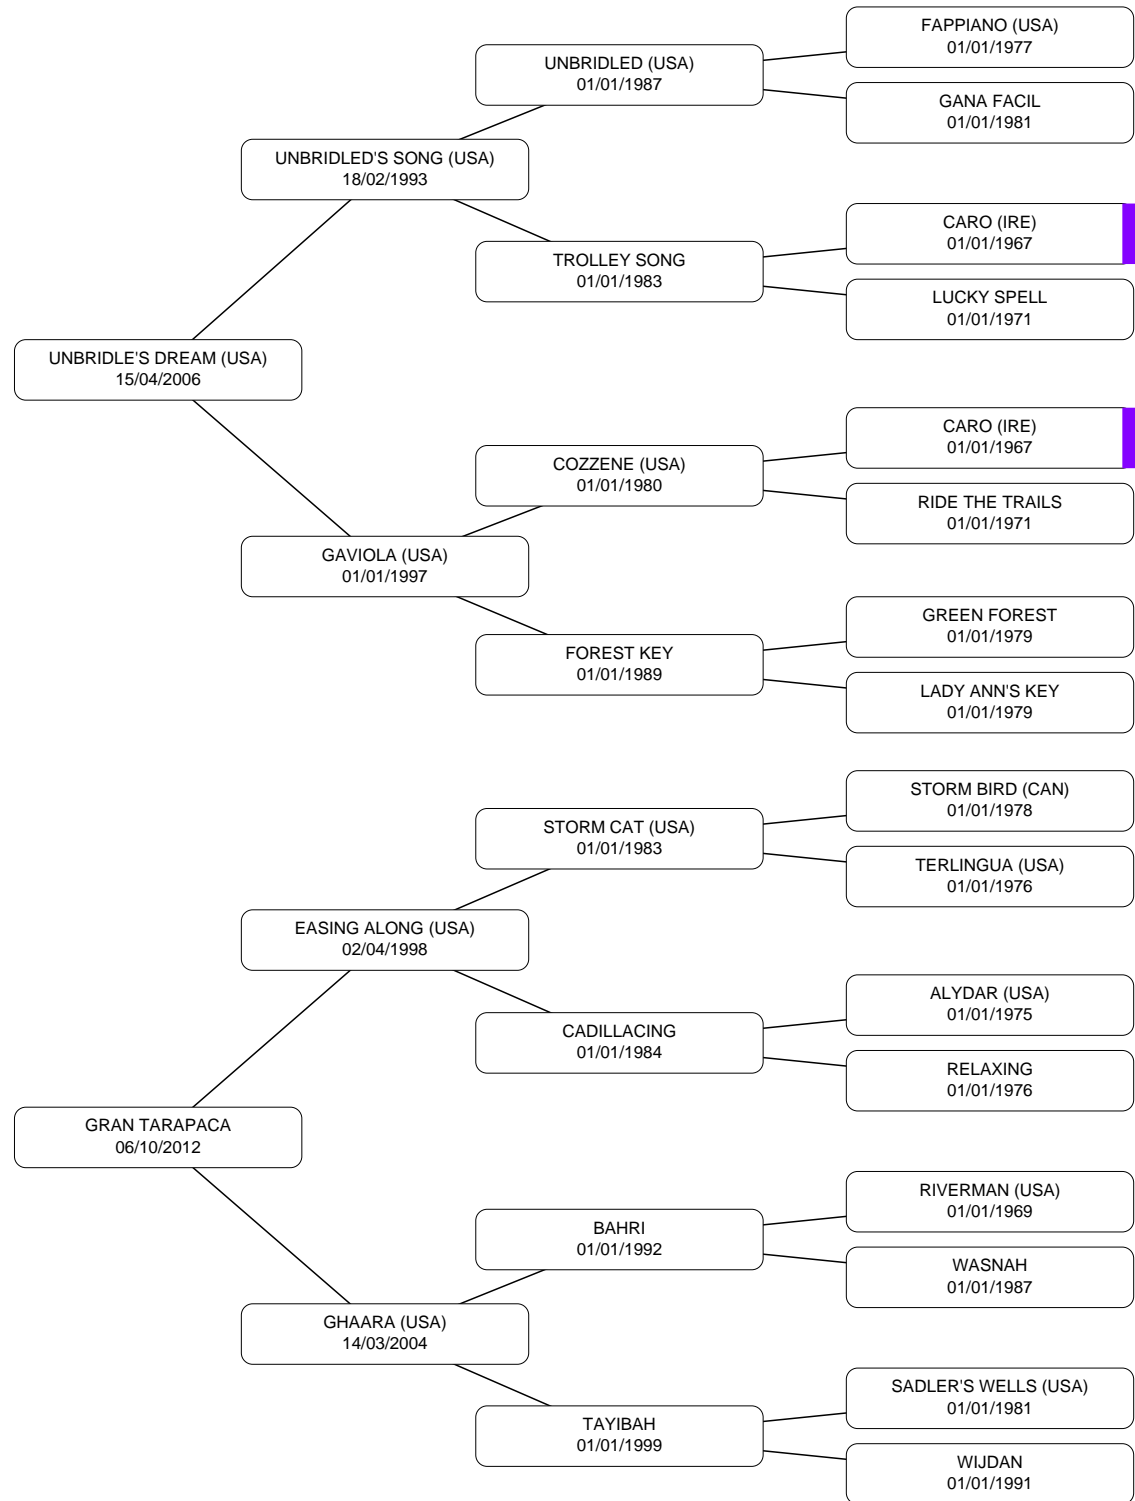 FAPPIANO (USA)
01/01/1977
UNBRIDLED (USA)
01/01/1987
GANA FACIL
01/01/1981
UNBRIDLED'S SONG (USA)
18/02/1993
CARO (IRE)
01/01/1967
TROLLEY SONG
01/01/1983
LUCKY SPELL
01/01/1971
UNBRIDLE'S DREAM (USA)
15/04/2006
CARO (IRE)
01/01/1967
COZZENE (USA)
01/01/1980
RIDE THE TRAILS
01/01/1971
GAVIOLA (USA)
01/01/1997
GREEN FOREST
01/01/1979
FOREST KEY
01/01/1989
LADY ANN'S KEY
01/01/1979
STORM BIRD (CAN)
01/01/1978
STORM CAT (USA)
01/01/1983
TERLINGUA (USA)
01/01/1976
EASING ALONG (USA)
02/04/1998
ALYDAR (USA)
01/01/1975
CADILLACING
01/01/1984
RELAXING
01/01/1976
GRAN TARAPACA
06/10/2012
RIVERMAN (USA)
01/01/1969
BAHRI
01/01/1992
WASNAH
01/01/1987
GHAARA (USA)
14/03/2004
SADLER'S WELLS (USA)
01/01/1981
TAYIBAH
01/01/1999
WIJDAN
01/01/1991